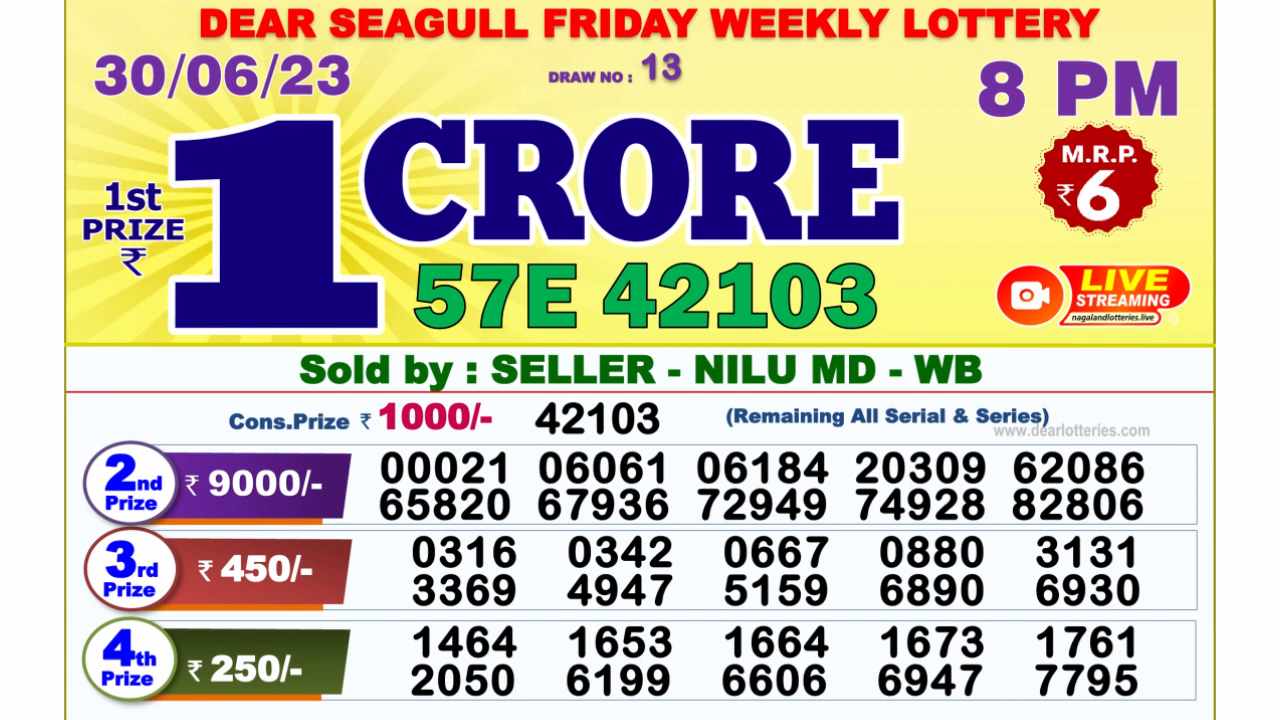 DEAR SEAGULL FRIDAY WEEKLY LOTTERY
30/06/23
DRAW NO : 13
8 PM
1st
PRIZE
₹
1 CRORE
M.R.P.
₹ 6
57E 42103
LIVE
STREAMING
nagalandlotteries.live
Sold by : SELLER - NILU MD - WB
Cons.Prize ₹ 1000/- 42103 (Remaining All Serial & Series)
www.dearlotteries.com
2nd Prize ₹ 9000/-
00021 06061 06184 20309 62086
65820 67936 72949 74928 82806
3rd Prize ₹ 450/-
0316 0342 0667 0880 3131
3369 4947 5159 6890 6930
4th Prize ₹ 250/-
1464 1653 1664 1673 1761
2050 6199 6606 6947 7795